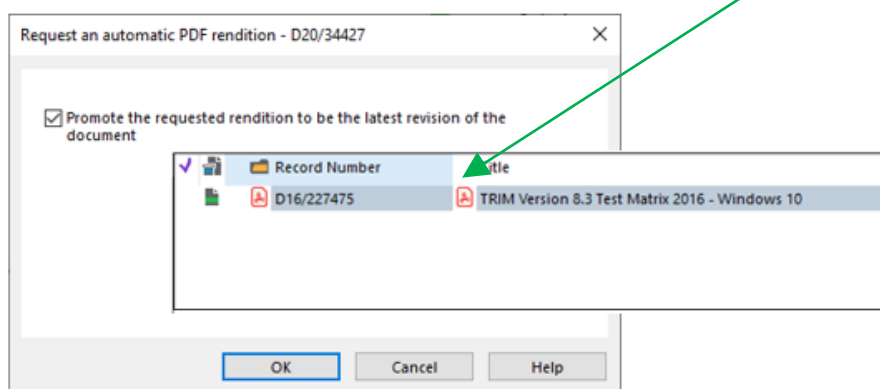 Request an automatic PDF rendition - D20/34427
Promote the requested rendition to be the latest revision of the
document
Record Number
D16/227475 TRIM Version 8.3 Test Matrix 2016 - Windows 10
OK Cancel Help